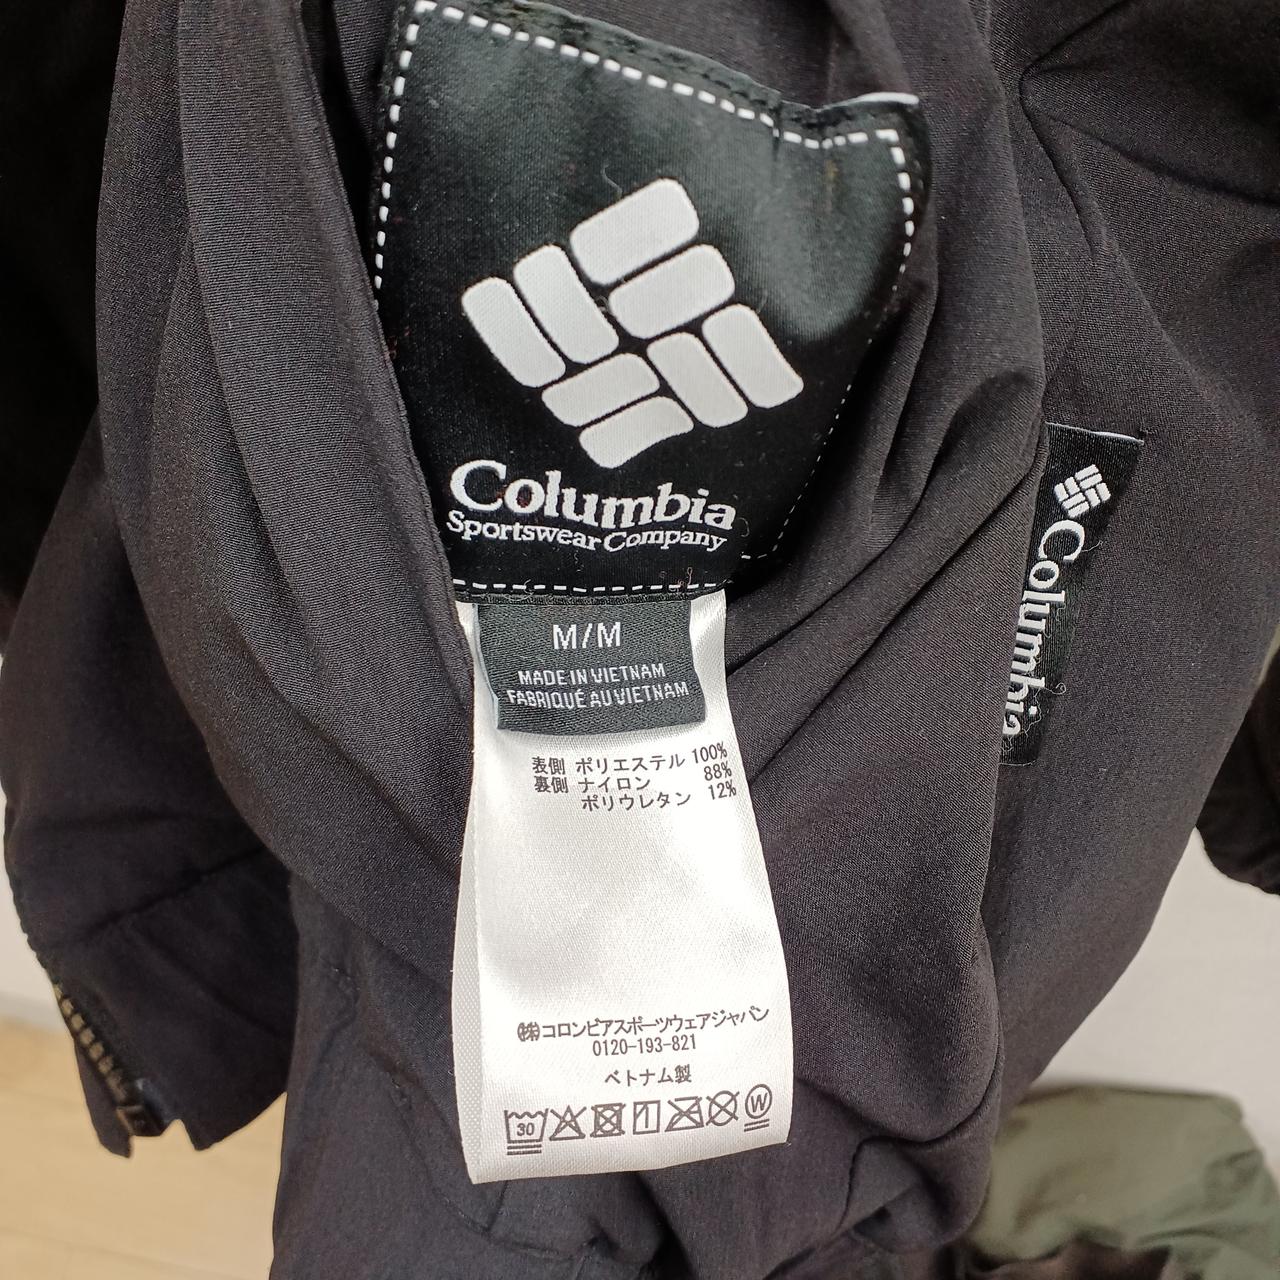 Columbia
Sportswear Company
M/M
MADE IN VIETNAM
FABRIQUÉ AU VIETNAM
表側 ポリエステル 100%
裏側 ナイロン 88%
ポリウレタン 12%
㈱コロンビアスポーツウェアジャパン
0120-193-821
ベトナム製
30
W
Columbia